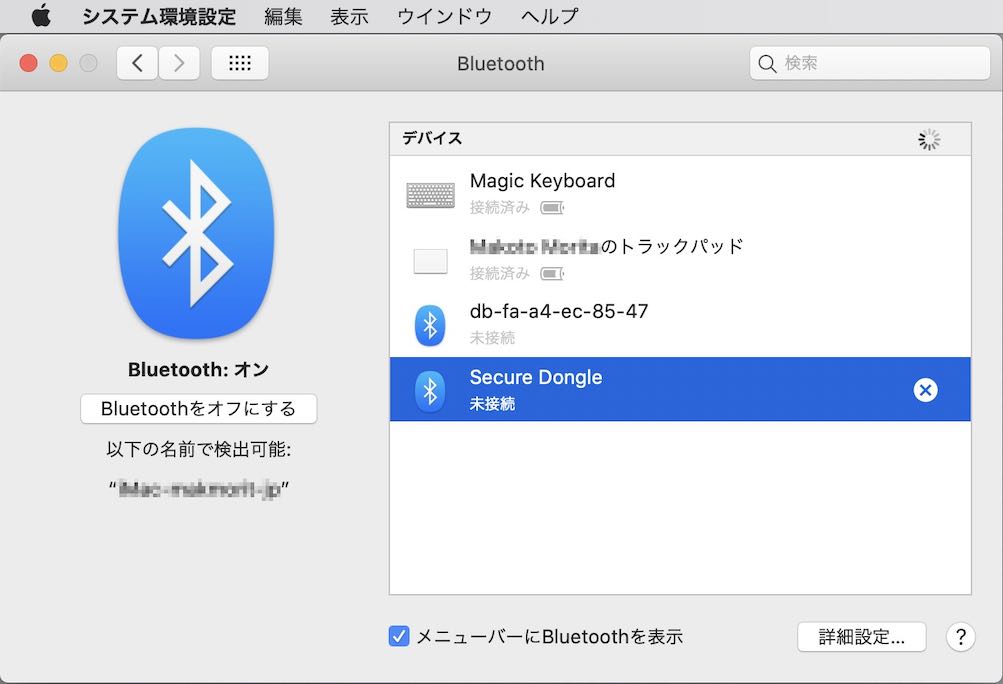 システム環境設定 編集 表示 ウインドウ ヘルプ
Bluetooth
検索
デバイス
Magic Keyboard
接続済み
のトラックパッド
接続済み
db-fa-a4-ec-85-47
未接続
Secure Dongle
未接続
Bluetooth: オン
Bluetoothをオフにする
以下の名前で検出可能:
メニューバーにBluetoothを表示
詳細設定...
?